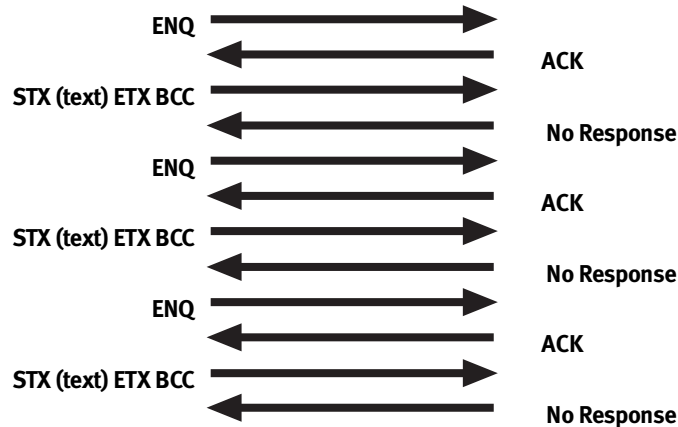 ENQ
ACK
STX (text) ETX BCC
No Response
ENQ
ACK
STX (text) ETX BCC
No Response
ENQ
ACK
STX (text) ETX BCC
No Response